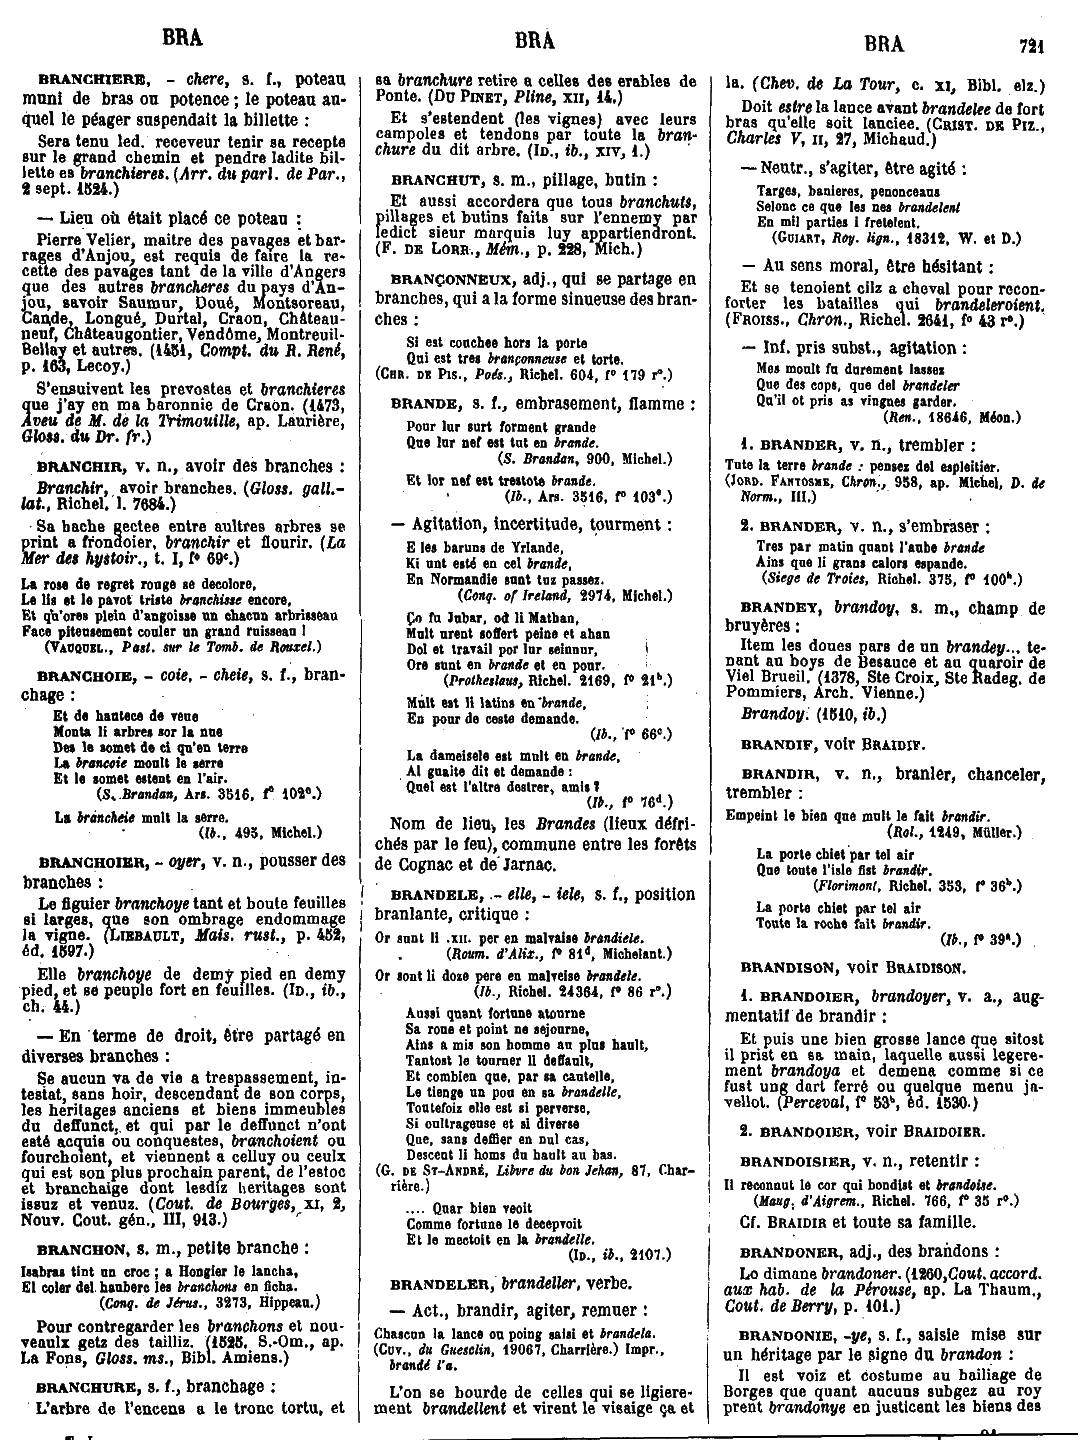 BRA
BRA
BRA 721
BRANCHIERE, - chere, s. f., poteau
muni de bras ou potence ; le poteau au-
quel le péager suspendait la billette :
Sera tenu led. receveur tenir sa recepte
sur le grand chemin et pendre ladite bil-
lette es branchieres. (Arr. du parl. de Par.,
2 sept. 1524.)
— Lieu où était placé ce poteau :
Pierre Velier, maitre des pavages et bar-
rages d'Anjou, est requis de faire la re-
cette des pavages tant de la ville d'Angers
que des autres brancheres du pays d'An-
jou, savoir Saumur, Doué, Montsoreau,
Cande, Longué, Durtal, Craon, Château-
neuf, Châteaugontier, Vendôme, Montreuil-
Bellay et autres. (1451, Compt. du R. René,
p. 163, Lecoy.)
S'ensuivent les prevostes et branchieres
que j'ay en ma baronnie de Craon. (1473,
Aveu de M. de la Trimouille, ap. Laurière,
Gloss. du Dr. fr.)
BRANCHIR, v. n., avoir des branches :
Branchir, avoir branches. (Gloss. gall.-
lat., Richel. l. 7684.)
Sa hache gectee entre aultres arbres se
print a frondoier, branchir et flourir. (La
Mer des hystoir., t. I, f° 69c.)
La rose de regret rouge se decolore,
Le lis et le pavot triste branchisse encore,
Et qu'ores plein d'angoisse un chacun arbrisseau
Face piteusement couler un grand ruisseau !
(VAUQUEL., Past. sur le Tomb. de Rouxel.)
BRANCHOIE, - coie, - cheie, s. f., bran-
chage :
Et de hautece de veue
Monta li arbres sor la nue
Des le somet de ci qu'en terre
La brancoie moult le serre
Et le somet estent en l'air.
(S. Brandan, Ars. 3516, f° 102c.)
La brancheie mult la serre.
(Ib., 495, Michel.)
BRANCHOIER, - oyer, v. n., pousser des
branches :
Le figuier branchoye tant et boute feuilles
si larges, que son ombrage endommage
la vigne. (LIEBAULT, Mais. rust., p. 452,
éd. 1597.)
Elle branchoye de demy pied en demy
pied, et se peuple fort en feuilles. (ID., ib.,
ch. 44.)
— En terme de droit, être partagé en
diverses branches :
Se aucun va de vie a trespassement, in-
testat, sans hoir, descendant de son corps,
les heritages anciens et biens immeubles
du deffunct, et qui par le deffunct n'ont
esté acquis ou conquestes, branchoient ou
fourchoient, et viennent a celluy ou ceulx
qui est son plus prochain parent, de l'estoc
et branchaige dont lesdiz heritages sont
issuz et venuz. (Cout. de Bourges, XI, 2,
Nouv. Cout. gén., III, 913.)
BRANCHON, s. m., petite branche :
Isabras tint un croc ; a Hongier le lancha,
El coler del hauberc les branchons en ficha.
(Conq. de Jérus., 3273, Hippeau.)
Pour contregarder les branchons et nou-
veaulx getz des tailliz. (1525, S.-Om., ap.
La Fons, Gloss. ms., Bibl. Amiens.)
BRANCHURE, s. f., branchage :
L'arbre de l'encens a le tronc tortu, et
sa branchure retire a celles des erables de
Ponte. (DU PINET, Pline, XII, 14.)
Et s'estendent (les vignes) avec leurs
campoles et tendons par toute la bran-
chure du dit arbre. (ID., ib., XIV, 1.)
BRANCHUT, s. m., pillage, butin :
Et aussi accordera que tous branchuts,
pillages et butins faits sur l'ennemy par
ledict sieur marquis luy appartiendront.
(F. DE LORR., Mém., p. 228, Mich.)
BRANÇONNEUX, adj., qui se partage en
branches, qui a la forme sinueuse des bran-
ches :
Si est couchee hors la porte
Qui est tres brançonneuse et torte.
(CHR. DE PIS., Poés., Richel. 604, f° 179 r°.)
BRANDE, s. f., embrasement, flamme :
Pour lur surt forment grande
Que lur nef est tut en brande.
(S. Brandan, 900, Michel.)
Et lor nef est trestote brande.
(Ib., Ars. 3516, f° 103c.)
— Agitation, incertitude, tourment :
E les baruns de Yrlande,
Ki unt esté en cel brande,
En Normandie sunt tuz passez.
(Conq. of Ireland, 2974, Michel.)
Ço fu Jubar, od li Mathan,
Mult urent soffert peine et ahan
Dol et travail por lur seinnur,
Ore sunt en brande et en pour.
(Protheslaus, Richel. 2169, f° 21b.)
Mult est li latins en brande,
En pour de ceste demande.
(Ib., f° 66c.)
La dameisele est mult en brande,
Al guaite dit et demande :
Quel est l'altre destrer, amis ?
(Ib., f° 76d.)
Nom de lieu, les Brandes (lieux défri-
chés par le feu), commune entre les forêts
de Cognac et de Jarnac.
BRANDELE, - elle, - iele, s. f., position
branlante, critique :
Or sunt li .XII. per en malvaise brandiele.
(Roum. d'Alix., f° 81d, Michelant.)
Or sont li doze pere en malveise brandele.
(Ib., Richel. 24364, f° 86 r°.)
Aussi quant fortune atourne
Sa roue et point ne sejourne,
Ains a mis son homme au plus hault,
Tantost le tourner li deffault,
Et combien que, par sa cautelle,
Le tienge un pou en sa brandelle,
Toutefoiz elle est si perverse,
Si oultrageuse et si diverse
Que, sans deffier en nul cas,
Descent li homs du hault au bas.
(G. DE ST-ANDRÉ, Libvre du bon Jehan, 87, Char-
rière.)
.... Quar bien veoit
Comme fortune le decepvoit
Et le mectoit en la brandelle.
(ID., ib., 2107.)
BRANDELER, brandeller, verbe.
— Act., brandir, agiter, remuer :
Chascun la lance ou poing saisi et brandela.
(CUV., du Guesclin, 19067, Charrière.) Impr.,
brandé l'a.
L'on se bourde de celles qui se ligiere-
ment brandellent et virent le visaige ça et
la. (Chev. de La Tour, c. XI, Bibl. elz.)
Doit estre la lance avant brandelee de fort
bras qu'elle soit lanciee. (CRIST. DE PIZ.,
Charles V, II, 27, Michaud.)
— Neutr., s'agiter, être agité :
Targes, banieres, penonceaus
Selonc ce que les nes brandelent
En mil parties i fretelent.
(GUIART, Roy. lign., 18312, W. et D.)
— Au sens moral, être hésitant :
Et se tenoient cilz a cheval pour recon-
forter les batailles qui brandeleroient.
(FROISS., Chron., Richel. 2641, f° 43 r°.)
— Inf. pris subst., agitation :
Mes moult fu durement lassez
Que des cops, que del brandeler
Qu'il ot pris as vingnes garder.
(Ren., 18646, Méon.)
1. BRANDER, v. n., trembler :
Tute la terre brande : pensez del espleitier.
(JORD. FANTOSME, Chron., 958, ap. Michel, D. de
Norm., III.)
2. BRANDER, v. n., s'embraser :
Tres par matin quant l'aube brande
Ains que li grans calors espande.
(Siege de Troies, Richel. 375, f° 100b.)
BRANDEY, brandoy, s. m., champ de
bruyères :
Item les doues pars de un brandey... te-
nant au boys de Besauce et au quaroir de
Viel Brueil. (1378, Ste Croix, Ste Radeg. de
Pommiers, Arch. Vienne.)
Brandoy. (1510, ib.)
BRANDIF, voir BRAIDIF.
BRANDIR, v. n., branler, chanceler,
trembler :
Empeint le bien que mult le fait brandir.
(Rol., 1249, Müller.)
La porte chiet par tel air
Que toute l'isle fist brandir.
(Florimont, Richel. 353, f° 36b.)
La porte chiet par tel air
Toute la roche fait brandir.
(Ib., f° 39a.)
BRANDISON, voir BRAIDISON.
1. BRANDOIER, brandoyer, v. a., aug-
mentatif de brandir :
Et puis une bien grosse lance que sitost
il prist en sa main, laquelle aussi legere-
ment brandoya et demena comme si ce
fust ung dart ferré ou quelque menu ja-
vellot. (Perceval, f° 53b, éd. 1530.)
2. BRANDOIER, voir BRAIDOIER.
BRANDOISIER, v. n., retentir :
Il reconnut le cor qui bondist et brandoise.
(Maug. d'Aigrem., Richel. 766, f° 35 r°.)
Cf. BRAIDIR et toute sa famille.
BRANDONER, adj., des brandons :
Lo dimane brandoner. (1260, Cout. accord.
aux hab. de la Pérouse, ap. La Thaum.,
Cout. de Berry, p. 101.)
BRANDONIE, -ye, s. f., saisie mise sur
un héritage par le signe du brandon :
Il est voiz et costume au bailiage de
Borges que quant aucuns subgez au roy
prent brandonye en justicent les biens des